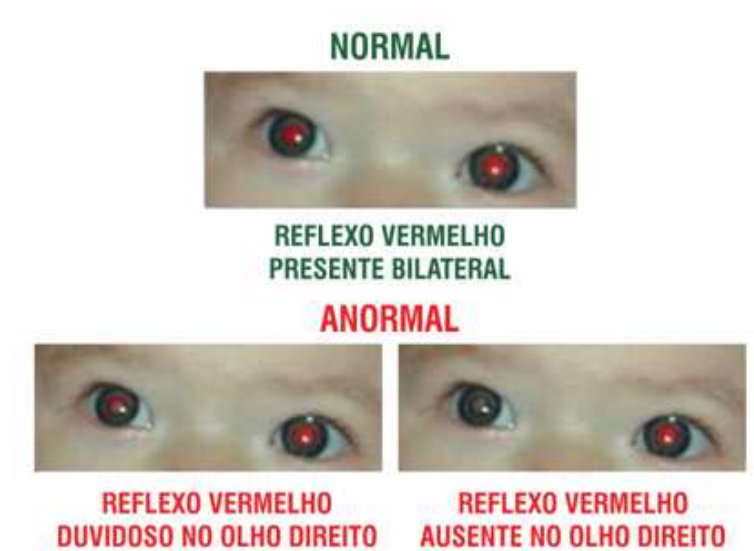 NORMAL
REFLEXO VERMELHO
PRESENTE BILATERAL
ANORMAL
REFLEXO VERMELHO
DUVIDOSO NO OLHO DIREITO
REFLEXO VERMELHO
AUSENTE NO OLHO DIREITO